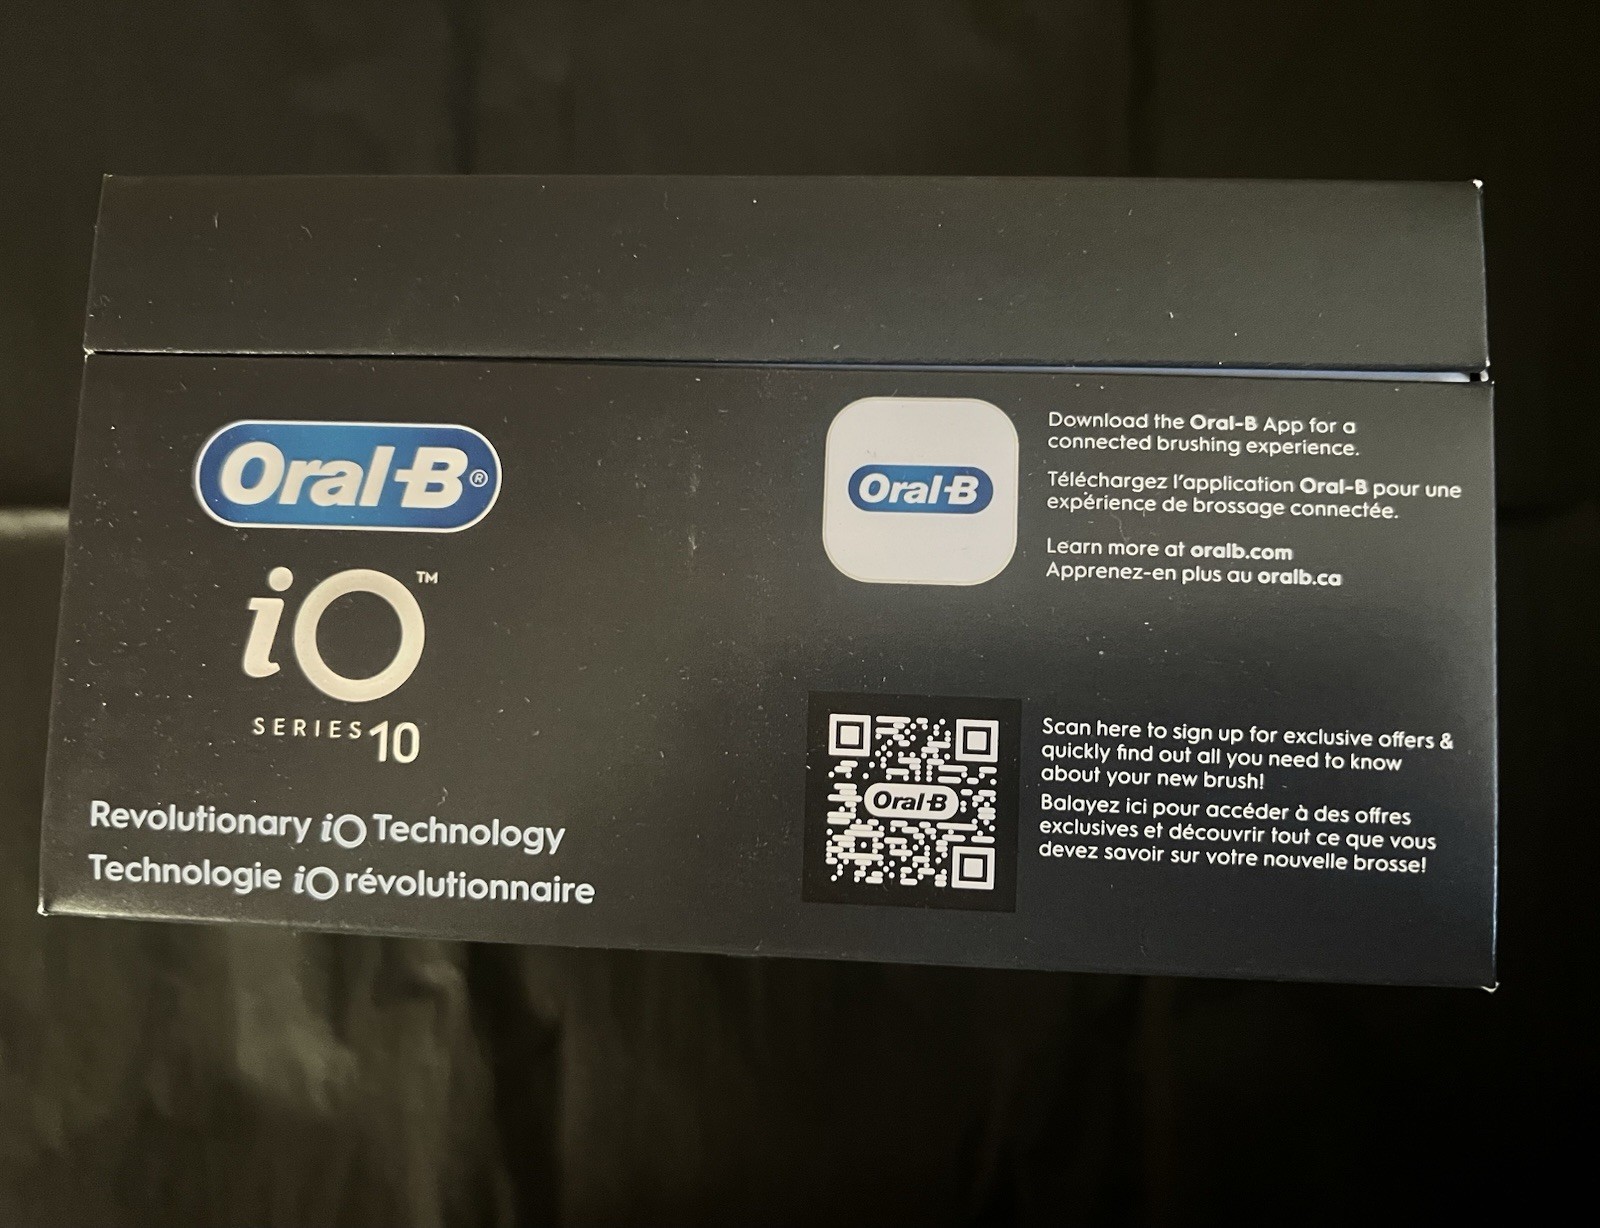 Oral-B®
iO™
SERIES 10
Revolutionary iO Technology
Technologie iO révolutionnaire
Oral-B
Download the Oral-B App for a
connected brushing experience.
Téléchargez l'application Oral-B pour une
expérience de brossage connectée.
Learn more at oralb.com
Apprenez-en plus au oralb.ca
Oral-B
Scan here to sign up for exclusive offers &
quickly find out all you need to know
about your new brush!
Balayez ici pour accéder à des offres
exclusives et découvrir tout ce que vous
devez savoir sur votre nouvelle brosse!